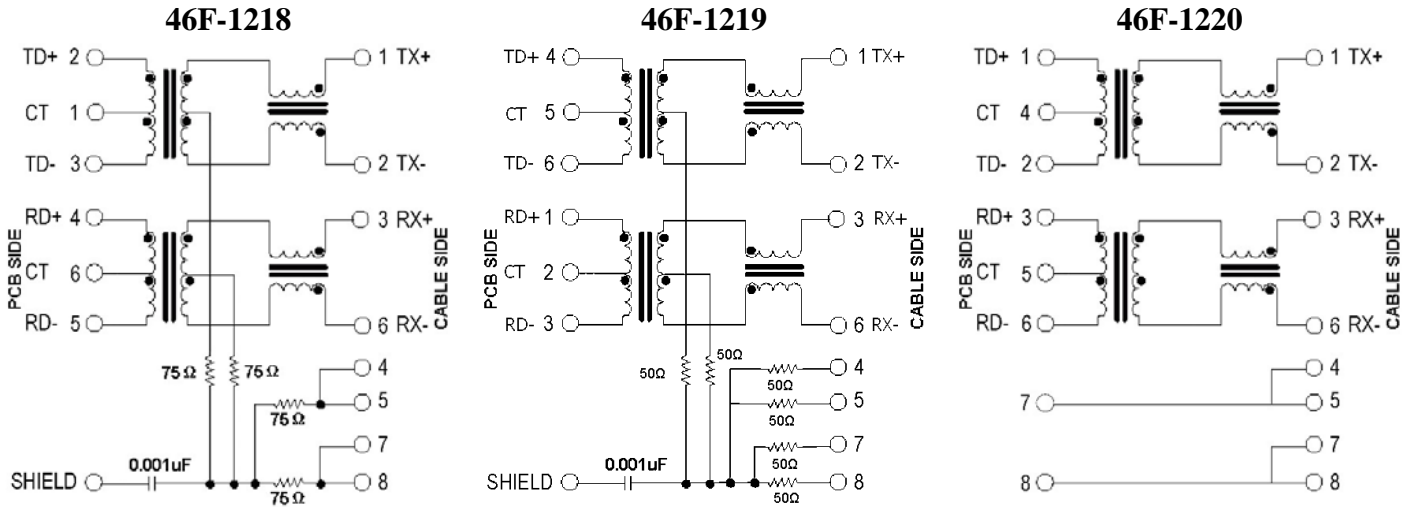 46F-1218
TD+ 2
1 TX+
CT 1
TD- 3
2 TX-
RD+ 4
3 RX+
PCB SIDE
CT 6
CABLE SIDE
RD- 5
6 RX-
75 Ω
75 Ω
4
75 Ω
5
7
SHIELD
0.001uF
75 Ω
8
46F-1219
TD+ 4
1 TX+
CT 5
TD- 6
2 TX-
RD+ 1
3 RX+
PCB SIDE
CT 2
CABLE SIDE
RD- 3
6 RX-
50Ω
50Ω
50Ω
4
50Ω
5
50Ω
7
SHIELD
0.001uF
50Ω
8
46F-1220
TD+ 1
1 TX+
CT 4
TD- 2
2 TX-
RD+ 3
3 RX+
PCB SIDE
CT 5
CABLE SIDE
RD- 6
6 RX-
4
7
5
7
8
8